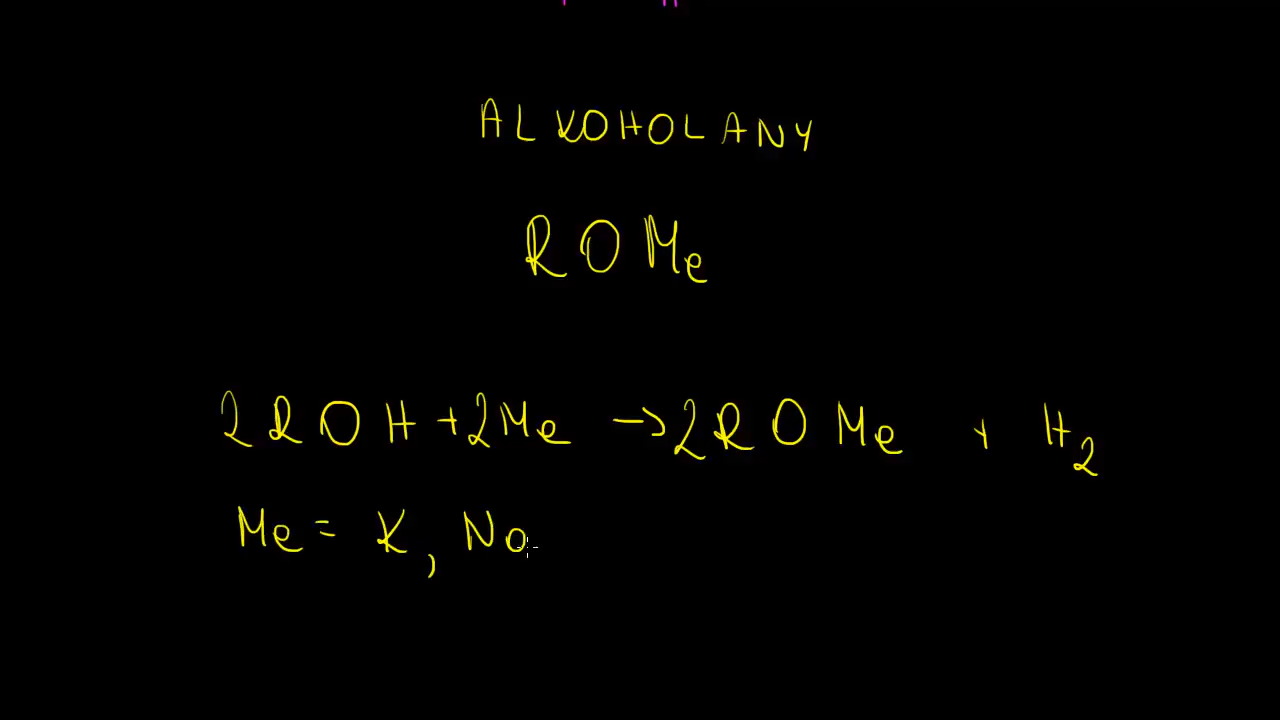 ALKOHOLANY
ROMe
2ROH+2Me → 2ROMe + H2
Me = K, Na